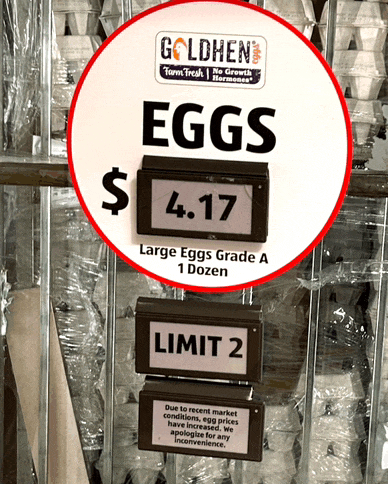 GOLDHEN eggs®
Farm Fresh | No Growth
Hormones*
EGGS
$ 4.17
Large Eggs Grade A
1 Dozen
LIMIT 2
Due to recent market
conditions, egg prices
have increased. We
apologize for any
inconvenience.